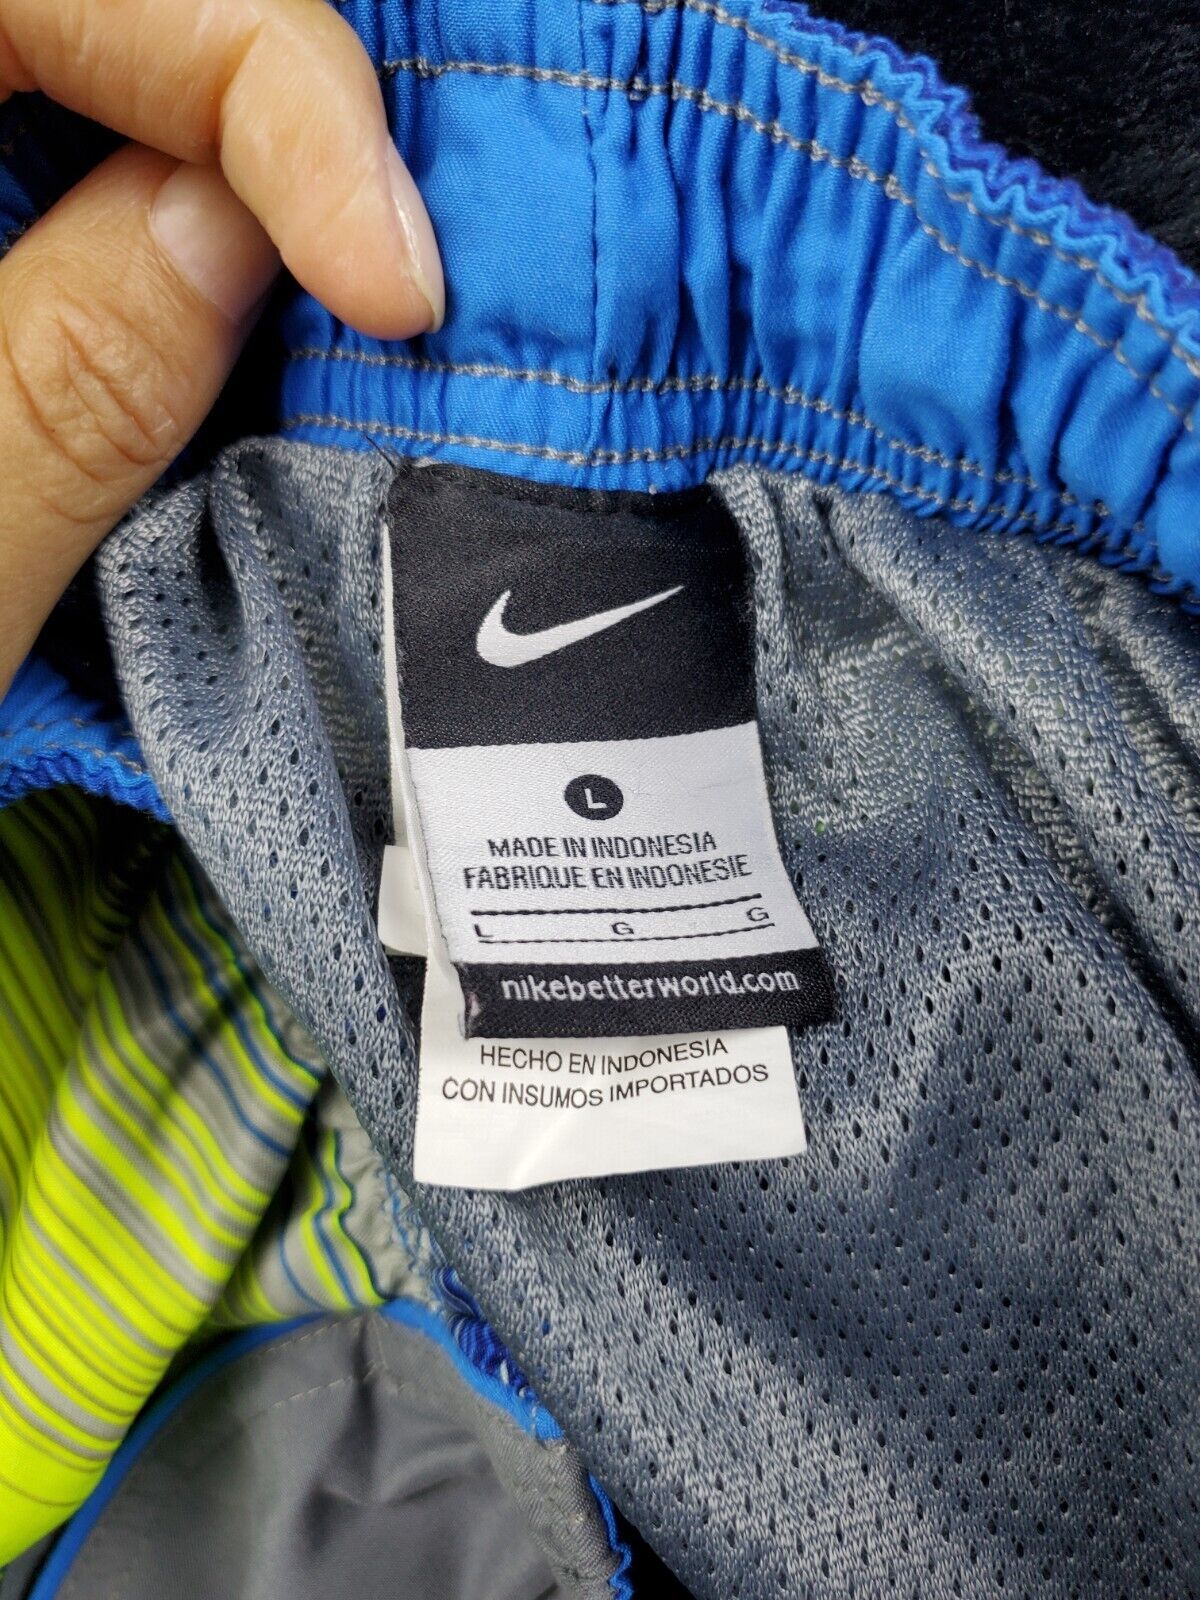 L
MADE IN INDONESIA
FABRIQUE EN INDONESIE
L G G
nikebetterworld.com
HECHO EN INDONESIA
CON INSUMOS IMPORTADOS